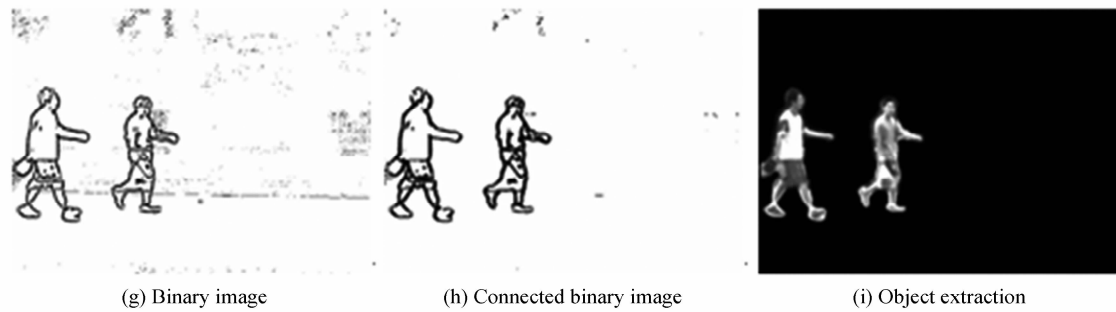 (g) Binary image
(h) Connected binary image
(i) Object extraction